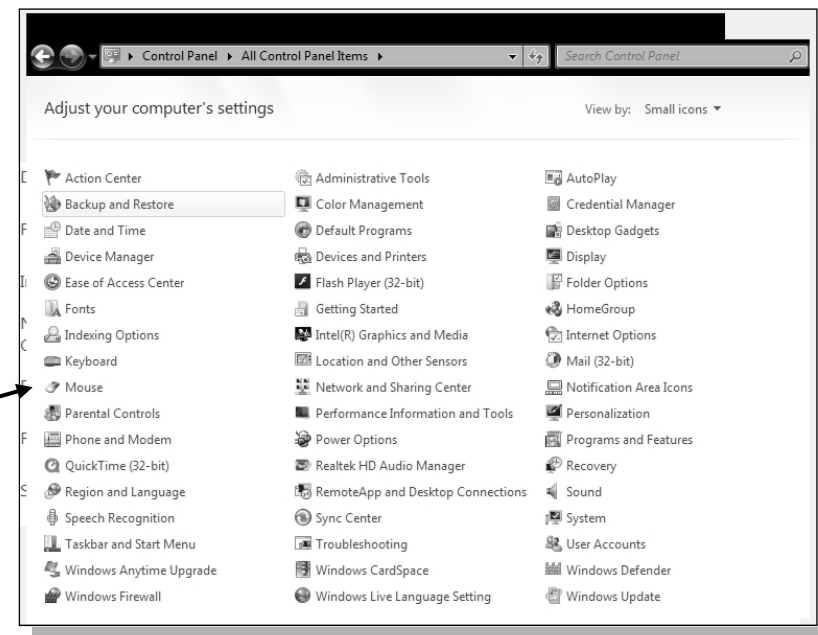 Control Panel All Control Panel Items Search Control Panel
Adjust your computer's settings View by: Small icons
Action Center Administrative Tools AutoPlay
Backup and Restore Color Management Credential Manager
Date and Time Default Programs Desktop Gadgets
Device Manager Devices and Printers Display
Ease of Access Center Flash Player (32-bit) Folder Options
Fonts Getting Started HomeGroup
Indexing Options Intel(R) Graphics and Media Internet Options
Keyboard Location and Other Sensors Mail (32-bit)
Mouse Network and Sharing Center Notification Area Icons
Parental Controls Performance Information and Tools Personalization
Phone and Modem Power Options Programs and Features
QuickTime (32-bit) Realtek HD Audio Manager Recovery
Region and Language RemoteApp and Desktop Connections Sound
Speech Recognition Sync Center System
Taskbar and Start Menu Troubleshooting User Accounts
Windows Anytime Upgrade Windows CardSpace Windows Defender
Windows Firewall Windows Live Language Setting Windows Update